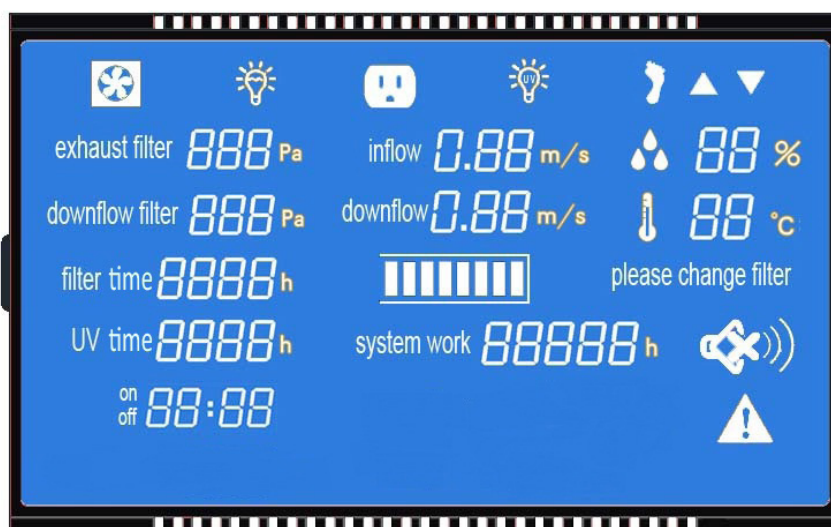 UV
exhaust filter 888 Pa inflow 0.88 m/s 88 %
downflow filter 888 Pa downflow 0.88 m/s 88 °C
filter time 8888 h please change filter
UV time 8888 h system work 88888 h
on
off 88:88